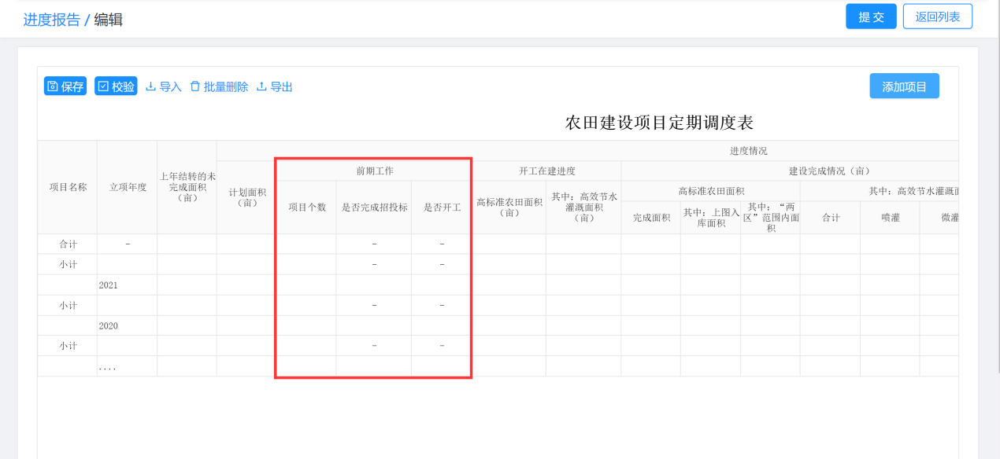 进度报告 / 编辑
提 交
返回列表
保存
校验
导入
批量删除
导出
添加项目
农田建设项目定期调度表
项目名称
立项年度
上年结转的未
完成面积
（亩）
进度情况
计划面积
（亩）
前期工作
开工在建进度
建设完成情况（亩）
项目个数
是否完成招投标
是否开工
高标准农田面积
（亩）
其中：高效节水
灌溉面积
（亩）
高标准农田面积
其中：高效节水灌溉面
完成面积
其中：上图入
库面积
其中：“两
区”范围内面
积
合计
喷灌
微灌
合计
–
–
–
小计
–
–
2021
小计
–
–
2020
小计
–
–
....